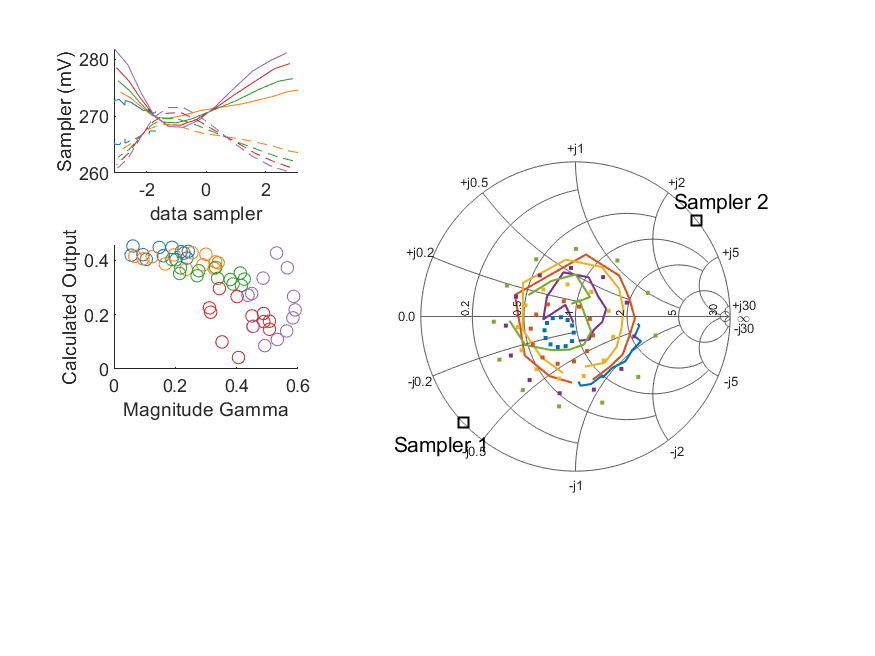 280
270
260
Sampler (mV)
-2
0
2
data sampler
0.4
0.2
0
Calculated Output
0
0.2
0.4
0.6
Magnitude Gamma
+j1
+j0.5
+j2
Sampler 2
+j0.2
+j5
0.0
0.2
0.5
1
2
5
30
+j30
∞
-j30
-j0.2
-j5
Sampler 1
-j0.5
-j2
-j1